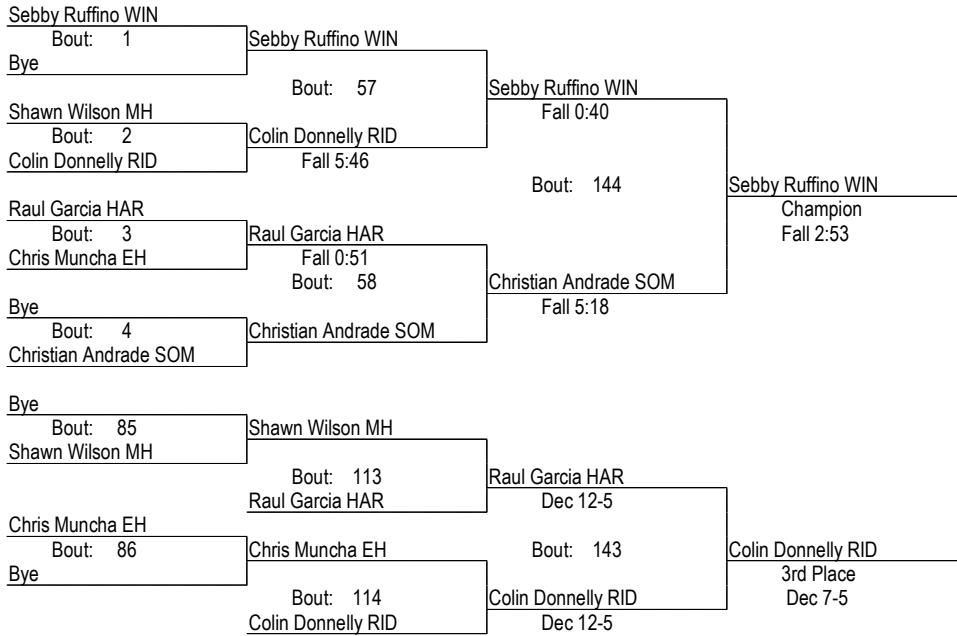 Sebby Ruffino WIN
Bout: 1
Sebby Ruffino WIN
Bye
Bout: 57
Sebby Ruffino WIN
Shawn Wilson MH
Fall 0:40
Bout: 2
Colin Donnelly RID
Colin Donnelly RID
Fall 5:46
Bout: 144
Sebby Ruffino WIN
Raul Garcia HAR
Champion
Bout: 3
Raul Garcia HAR
Fall 2:53
Chris Muncha EH
Fall 0:51
Bout: 58
Christian Andrade SOM
Bye
Fall 5:18
Bout: 4
Christian Andrade SOM
Christian Andrade SOM
Bye
Bout: 85
Shawn Wilson MH
Shawn Wilson MH
Bout: 113
Raul Garcia HAR
Raul Garcia HAR
Dec 12-5
Chris Muncha EH
Bout: 86
Chris Muncha EH
Bout: 143
Colin Donnelly RID
Bye
3rd Place
Bout: 114
Colin Donnelly RID
Dec 7-5
Colin Donnelly RID
Dec 12-5